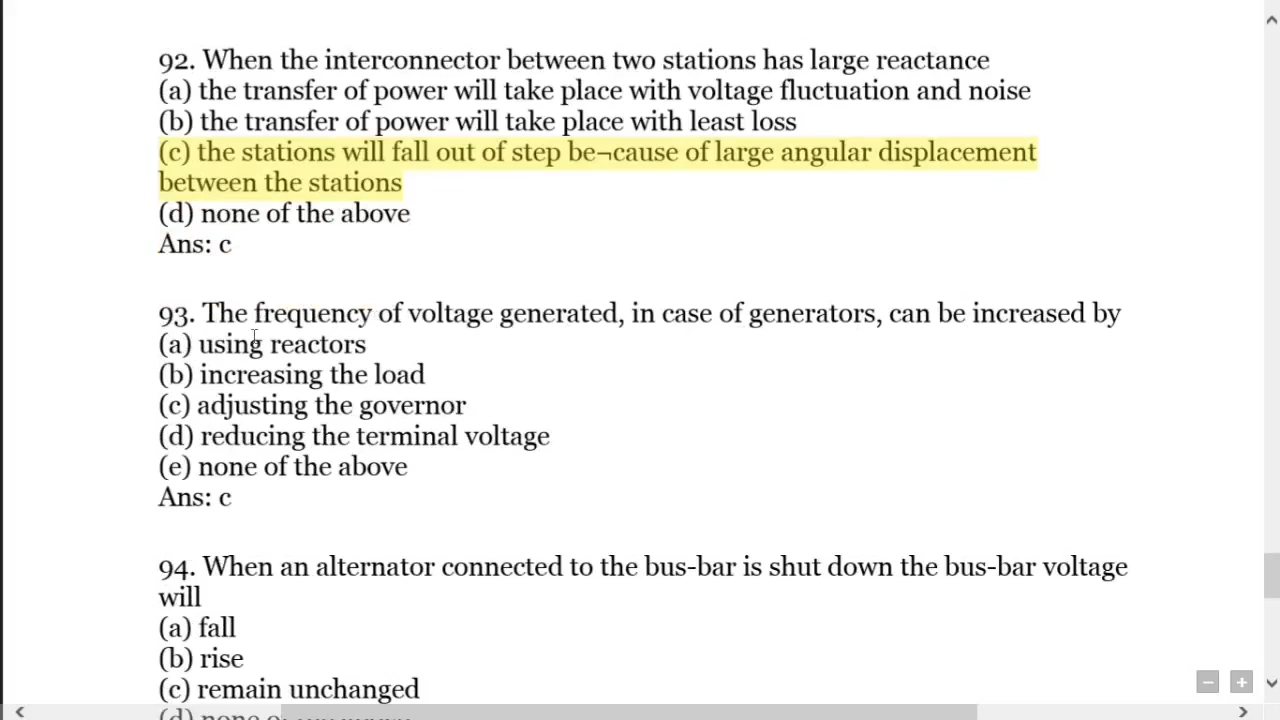 92. When the interconnector between two stations has large reactance
(a) the transfer of power will take place with voltage fluctuation and noise
(b) the transfer of power will take place with least loss
(c) the stations will fall out of step be¬cause of large angular displacement
between the stations
(d) none of the above
Ans: c
93. The frequency of voltage generated, in case of generators, can be increased by
(a) using reactors
(b) increasing the load
(c) adjusting the governor
(d) reducing the terminal voltage
(e) none of the above
Ans: c
94. When an alternator connected to the bus-bar is shut down the bus-bar voltage
will
(a) fall
(b) rise
(c) remain unchanged
(d) none